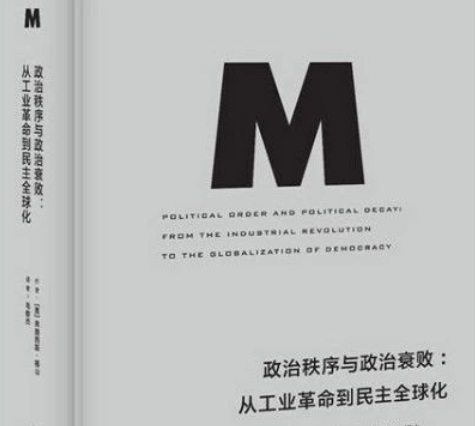 M
政治秩序与政治衰败：
从工业革命到民主全球化
M
POLITICAL ORDER AND POLITICAL DECAY:
FROM THE INDUSTRIAL REVOLUTION
TO THE GLOBALIZATION OF DEMOCRACY
政治秩序与政治衰败：
从工业革命到民主全球化